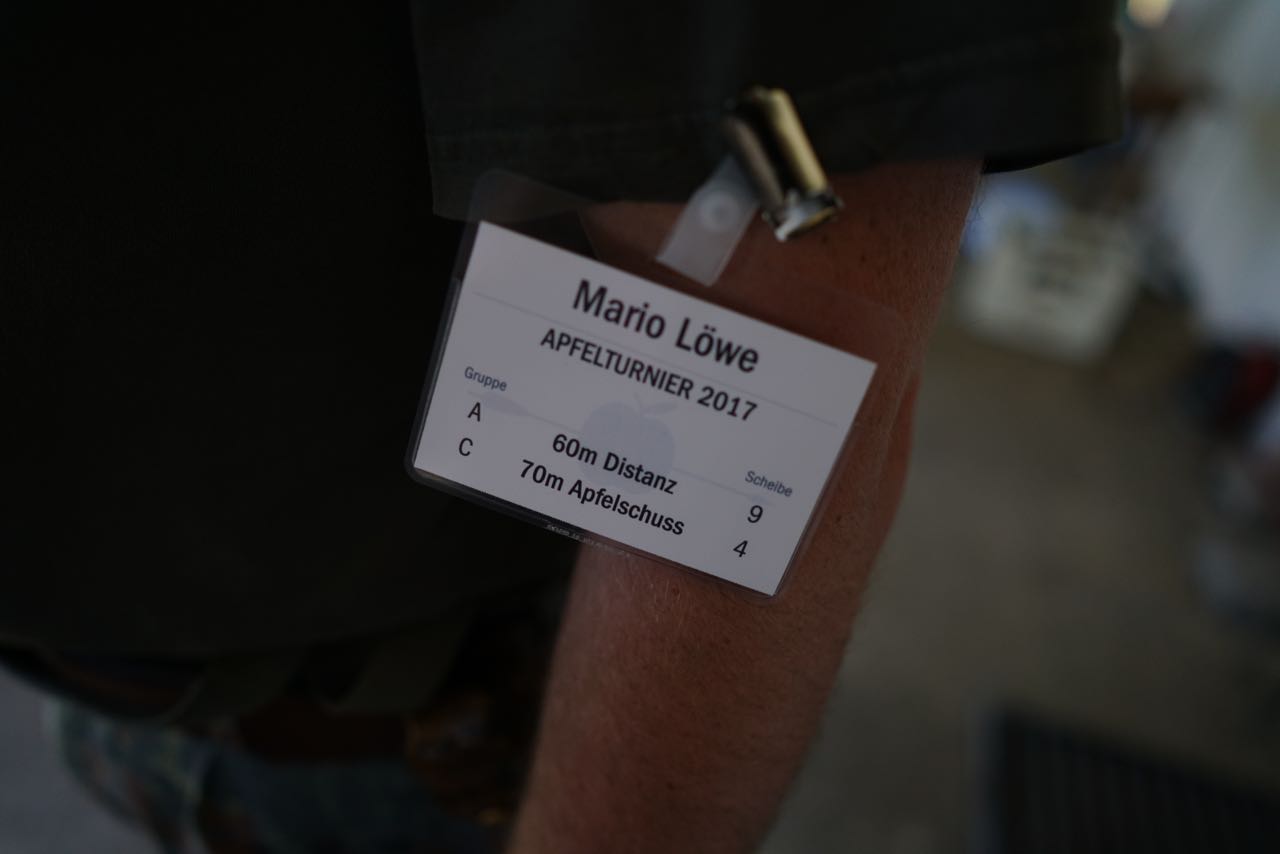 Mario Löwe
APFELTURNIER 2017
Gruppe
A 60m Distanz Scheibe 9
C 70m Apfelschuss 4